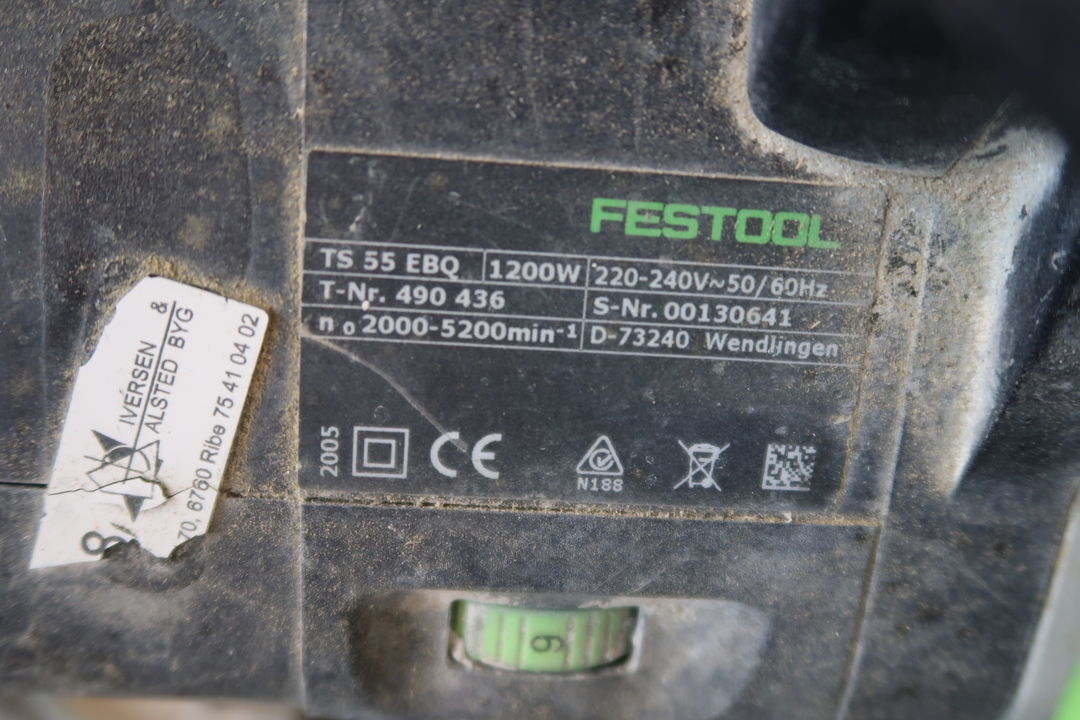 FESTOOL
TS 55 EBQ 1200W 220-240V~50/60Hz
T-Nr. 490 436 S-Nr. 00130641
n₀ 2000-5200min⁻¹ D-73240 Wendlingen
2005 CE
N188
IVERSEN &
ALSTED BYG
70, 6760 Ribe 75 41 04 02
6